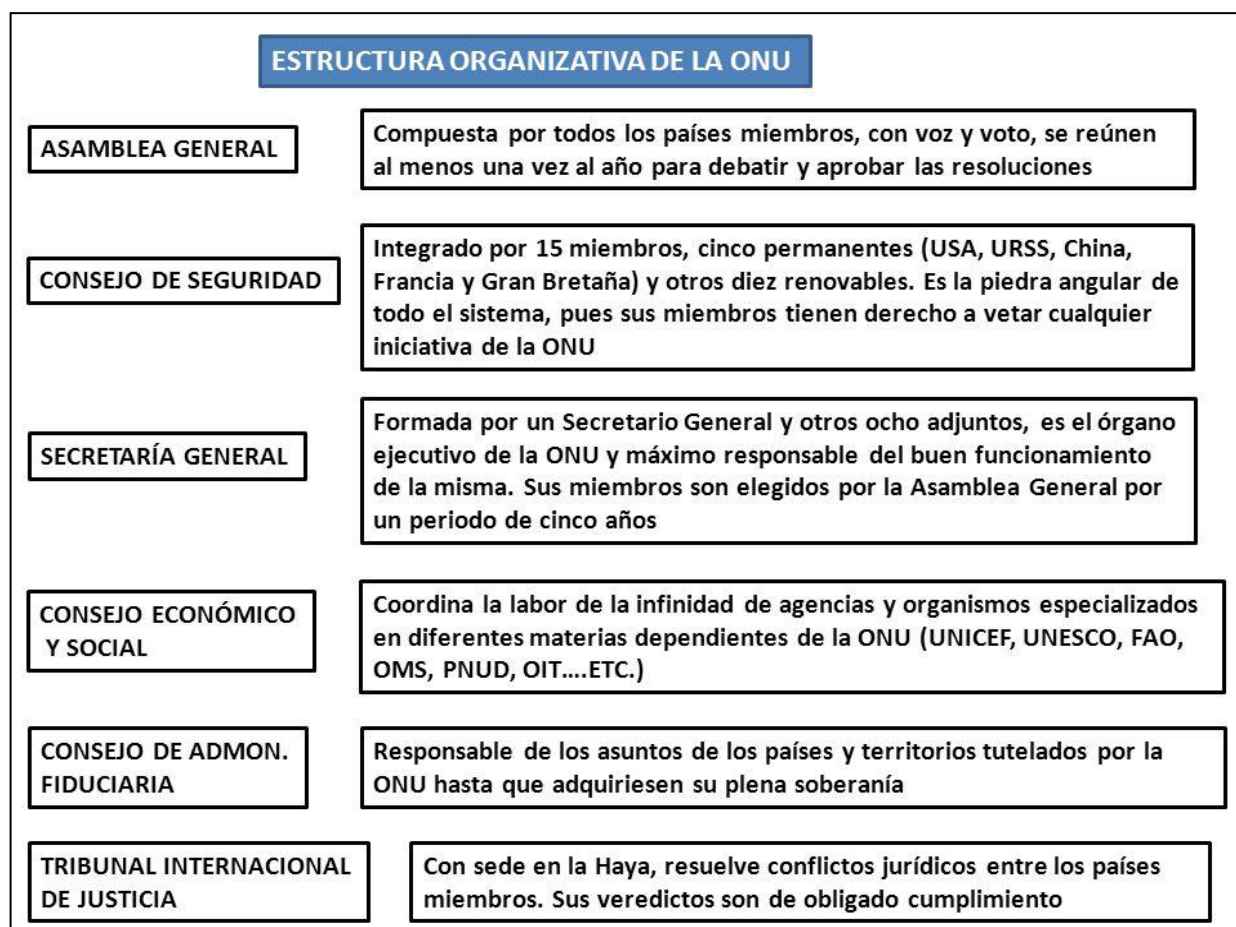 ESTRUCTURA ORGANIZATIVA DE LA ONU
ASAMBLEA GENERAL
Compuesta por todos los países miembros, con voz y voto, se reúnen
al menos una vez al año para debatir y aprobar las resoluciones
CONSEJO DE SEGURIDAD
Integrado por 15 miembros, cinco permanentes (USA, URSS, China,
Francia y Gran Bretaña) y otros diez renovables. Es la piedra angular de
todo el sistema, pues sus miembros tienen derecho a vetar cualquier
iniciativa de la ONU
SECRETARÍA GENERAL
Formada por un Secretario General y otros ocho adjuntos, es el órgano
ejecutivo de la ONU y máximo responsable del buen funcionamiento
de la misma. Sus miembros son elegidos por la Asamblea General por
un periodo de cinco años
CONSEJO ECONÓMICO
Y SOCIAL
Coordina la labor de la infinidad de agencias y organismos especializados
en diferentes materias dependientes de la ONU (UNICEF, UNESCO, FAO,
OMS, PNUD, OIT....ETC.)
CONSEJO DE ADMON.
FIDUCIARIA
Responsable de los asuntos de los países y territorios tutelados por la
ONU hasta que adquiriesen su plena soberanía
TRIBUNAL INTERNACIONAL
DE JUSTICIA
Con sede en la Haya, resuelve conflictos jurídicos entre los países
miembros. Sus veredictos son de obligado cumplimiento